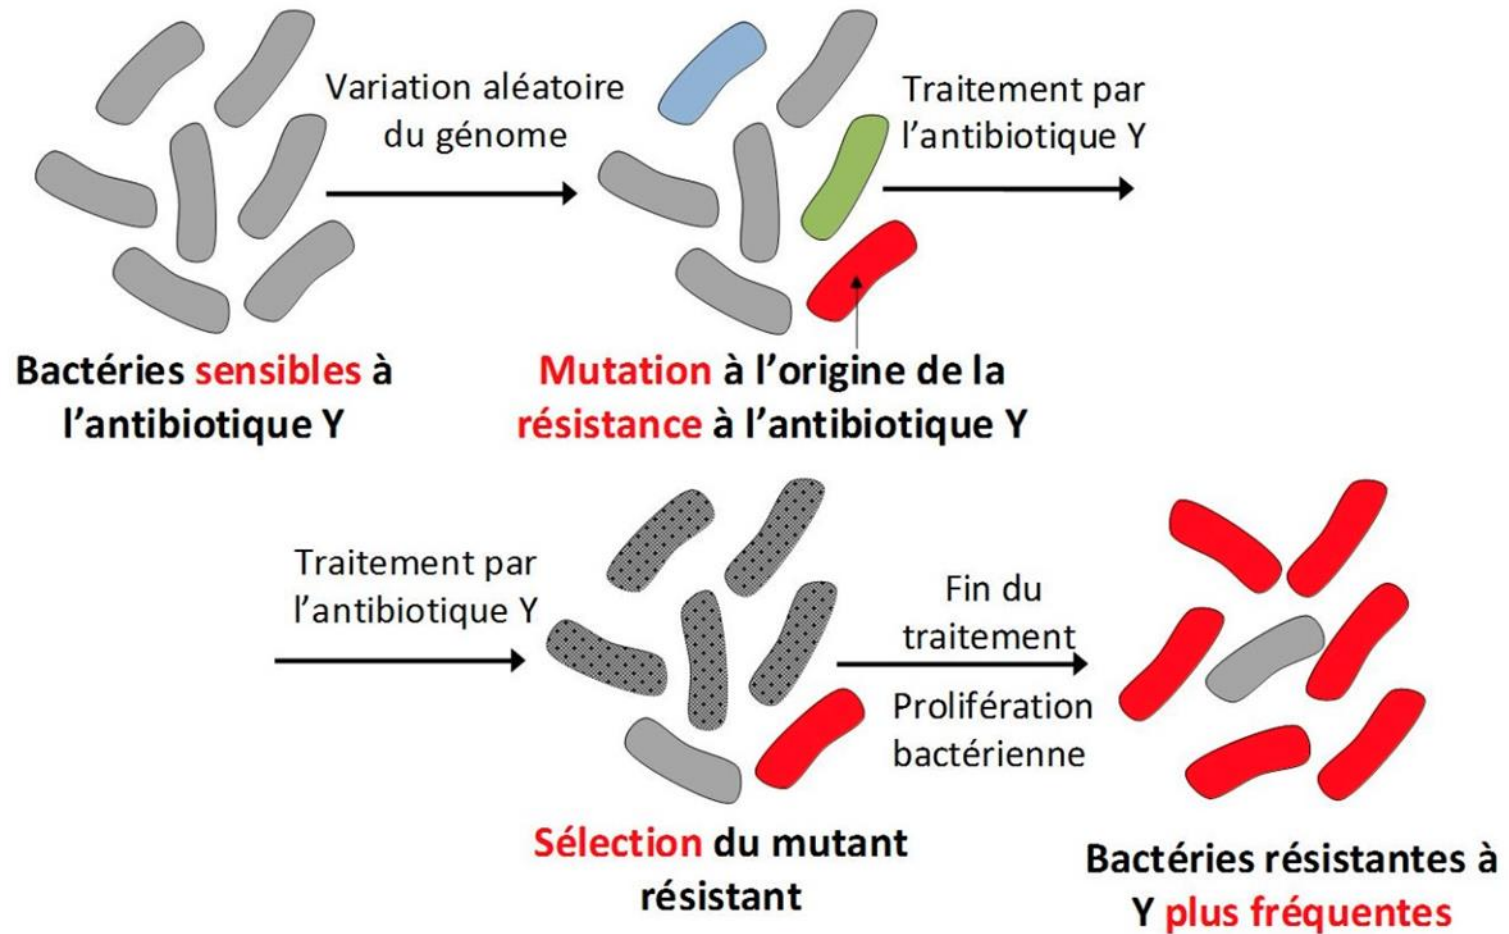 Variation aléatoire
du génome
Traitement par
l’antibiotique Y
Bactéries sensibles à
l’antibiotique Y
Mutation à l’origine de la
résistance à l’antibiotique Y
Traitement par
l’antibiotique Y
Fin du
traitement
Prolifération
bactérienne
Sélection du mutant
résistant
Bactéries résistantes à
Y plus fréquentes